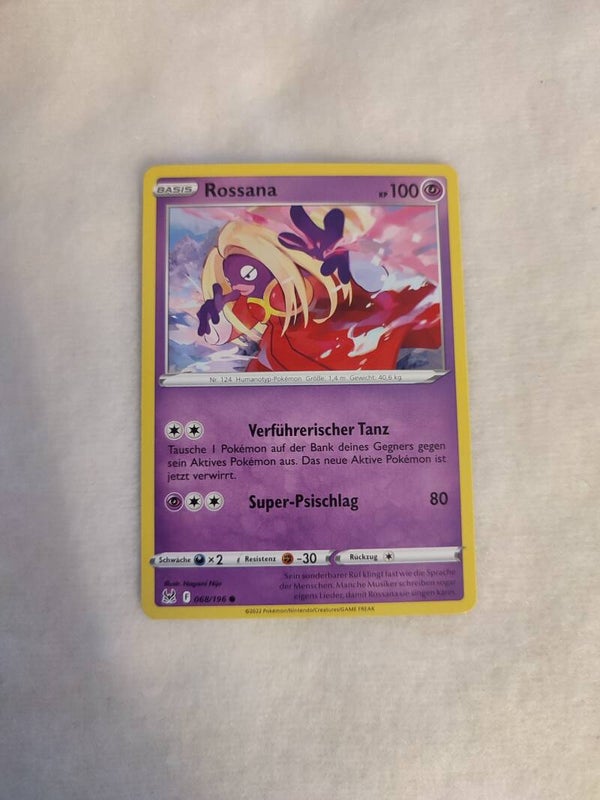 BASIS Rossana KP 100
Nr. 124 Humanotyp-Pokémon Größe: 1,4 m Gewicht: 40,6 kg
Verführerischer Tanz
Tausche 1 Pokémon auf der Bank deines Gegners gegen
sein Aktives Pokémon aus. Das neue Aktive Pokémon ist
jetzt verwirrt.
Super-Psischlag 80
Schwäche ×2 Resistenz -30 Rückzug
Sein sonderbarer Ruf klingt fast wie die Sprache
der Menschen. Manche Musiker schreiben sogar
eigens Lieder, damit Rossana sie singen kann.
Illustr. Nagomi Nijo
F 068/196
©2022 Pokémon/Nintendo/Creatures/GAME FREAK